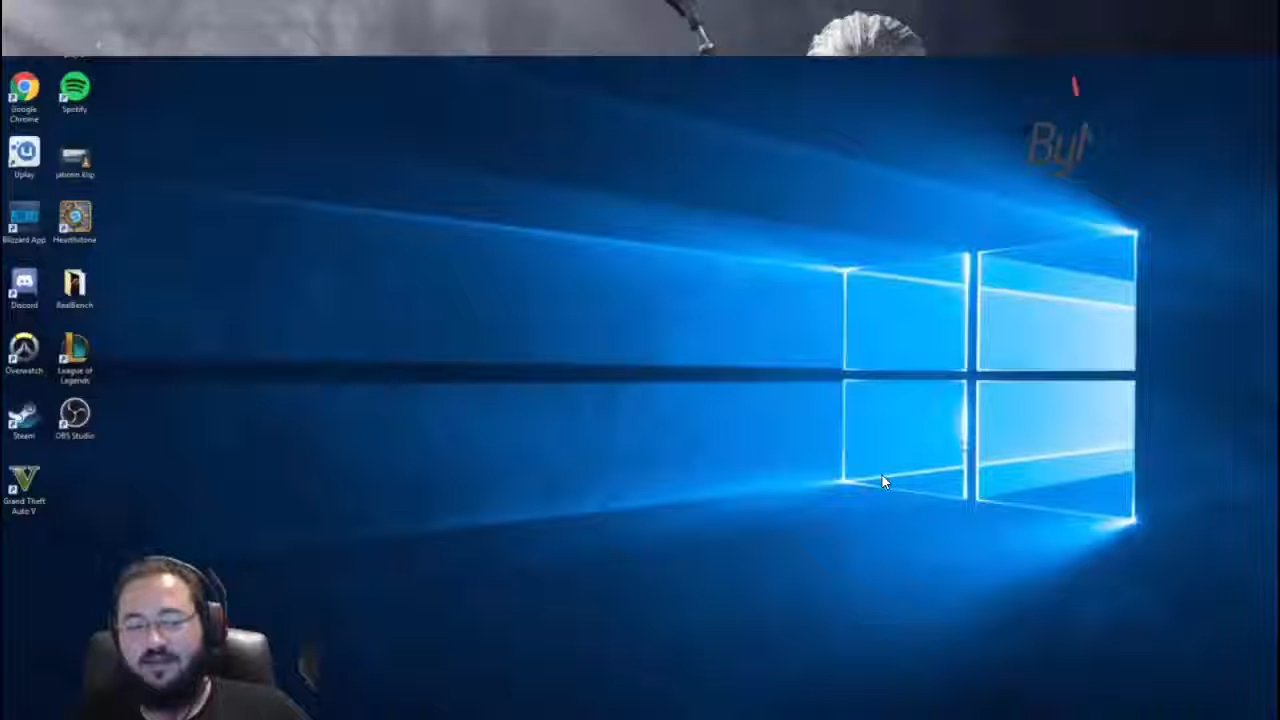 Google
Chrome
Spotify
Uplay
Blizzard App
Hearthstone
Discord
RealBench
Overwatch
League of
Legends
Steam
OBS Studio
Grand Theft
Auto V